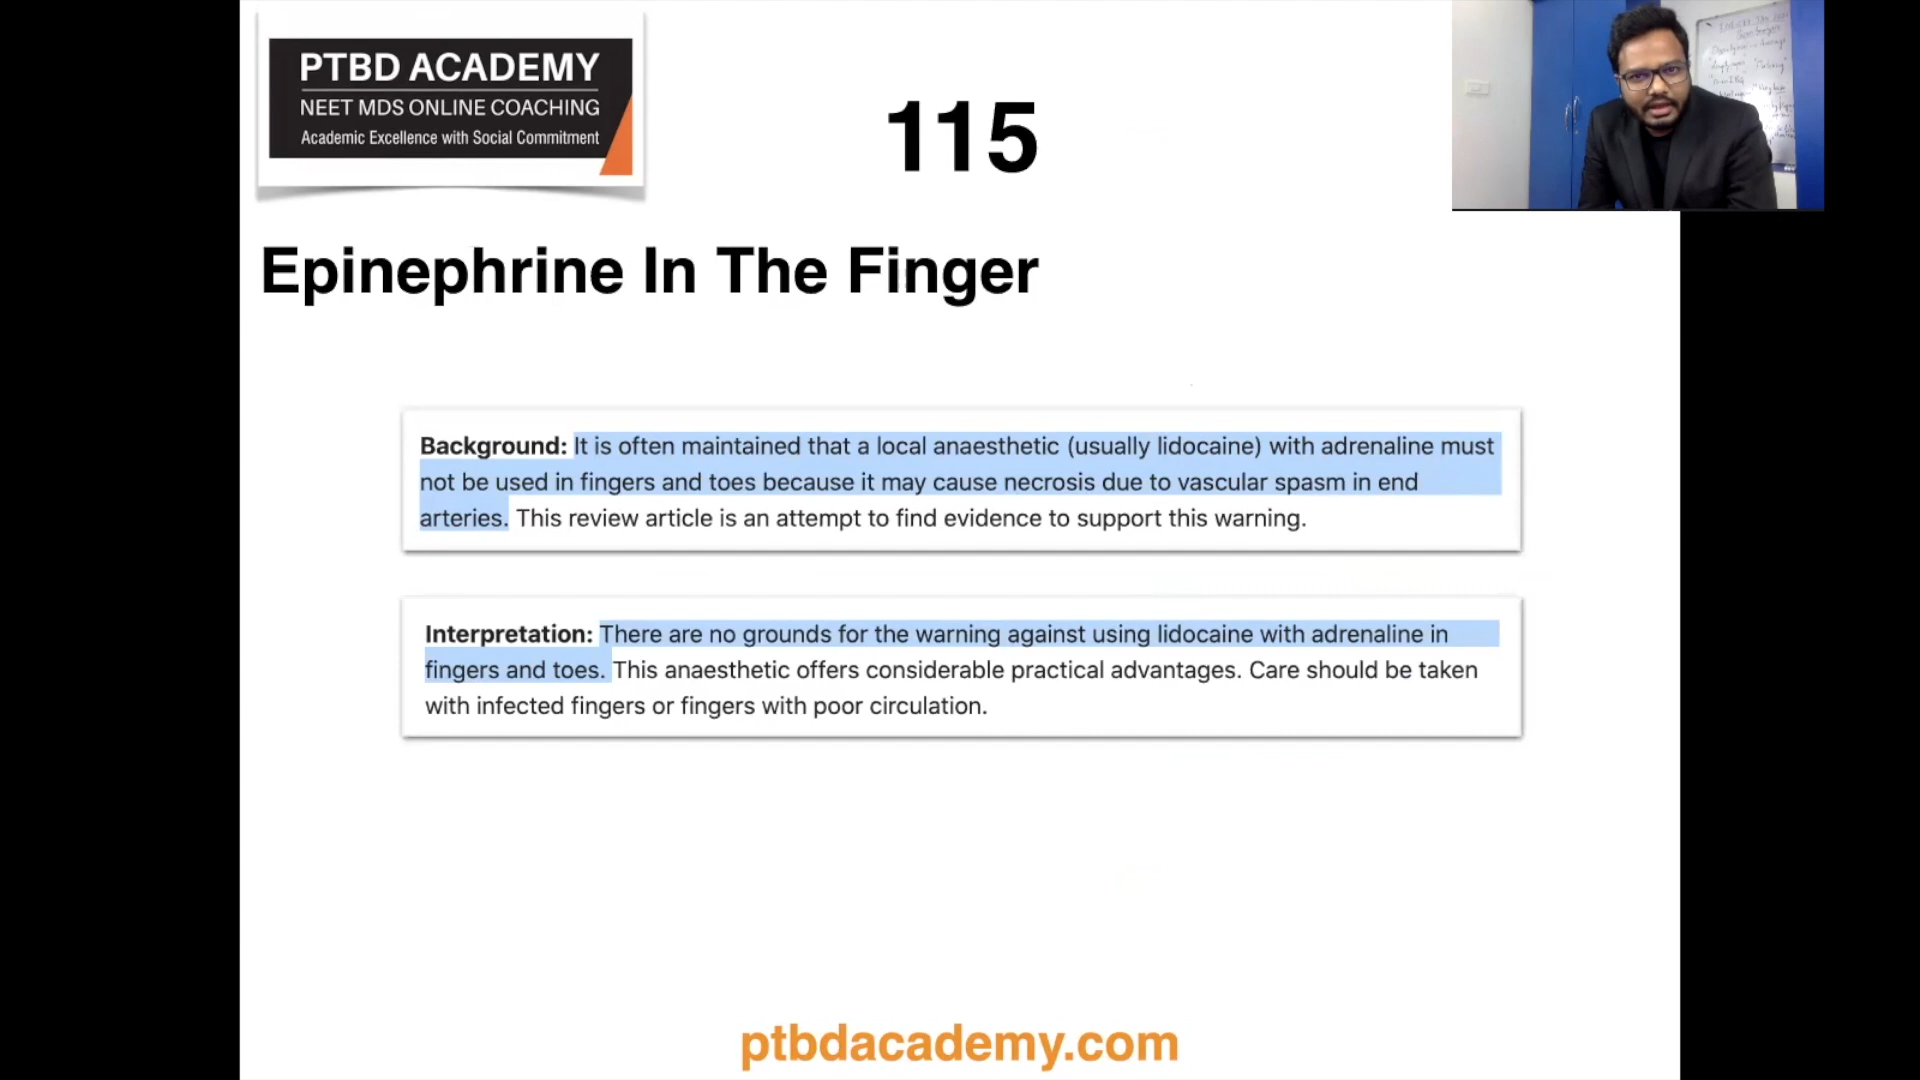 PTBD ACADEMY
NEET MDS ONLINE COACHING
Academic Excellence with Social Commitment
115
Epinephrine In The Finger
Background: It is often maintained that a local anaesthetic (usually lidocaine) with adrenaline must
not be used in fingers and toes because it may cause necrosis due to vascular spasm in end
arteries. This review article is an attempt to find evidence to support this warning.
Interpretation: There are no grounds for the warning against using lidocaine with adrenaline in
fingers and toes. This anaesthetic offers considerable practical advantages. Care should be taken
with infected fingers or fingers with poor circulation.
ptbdacademy.com